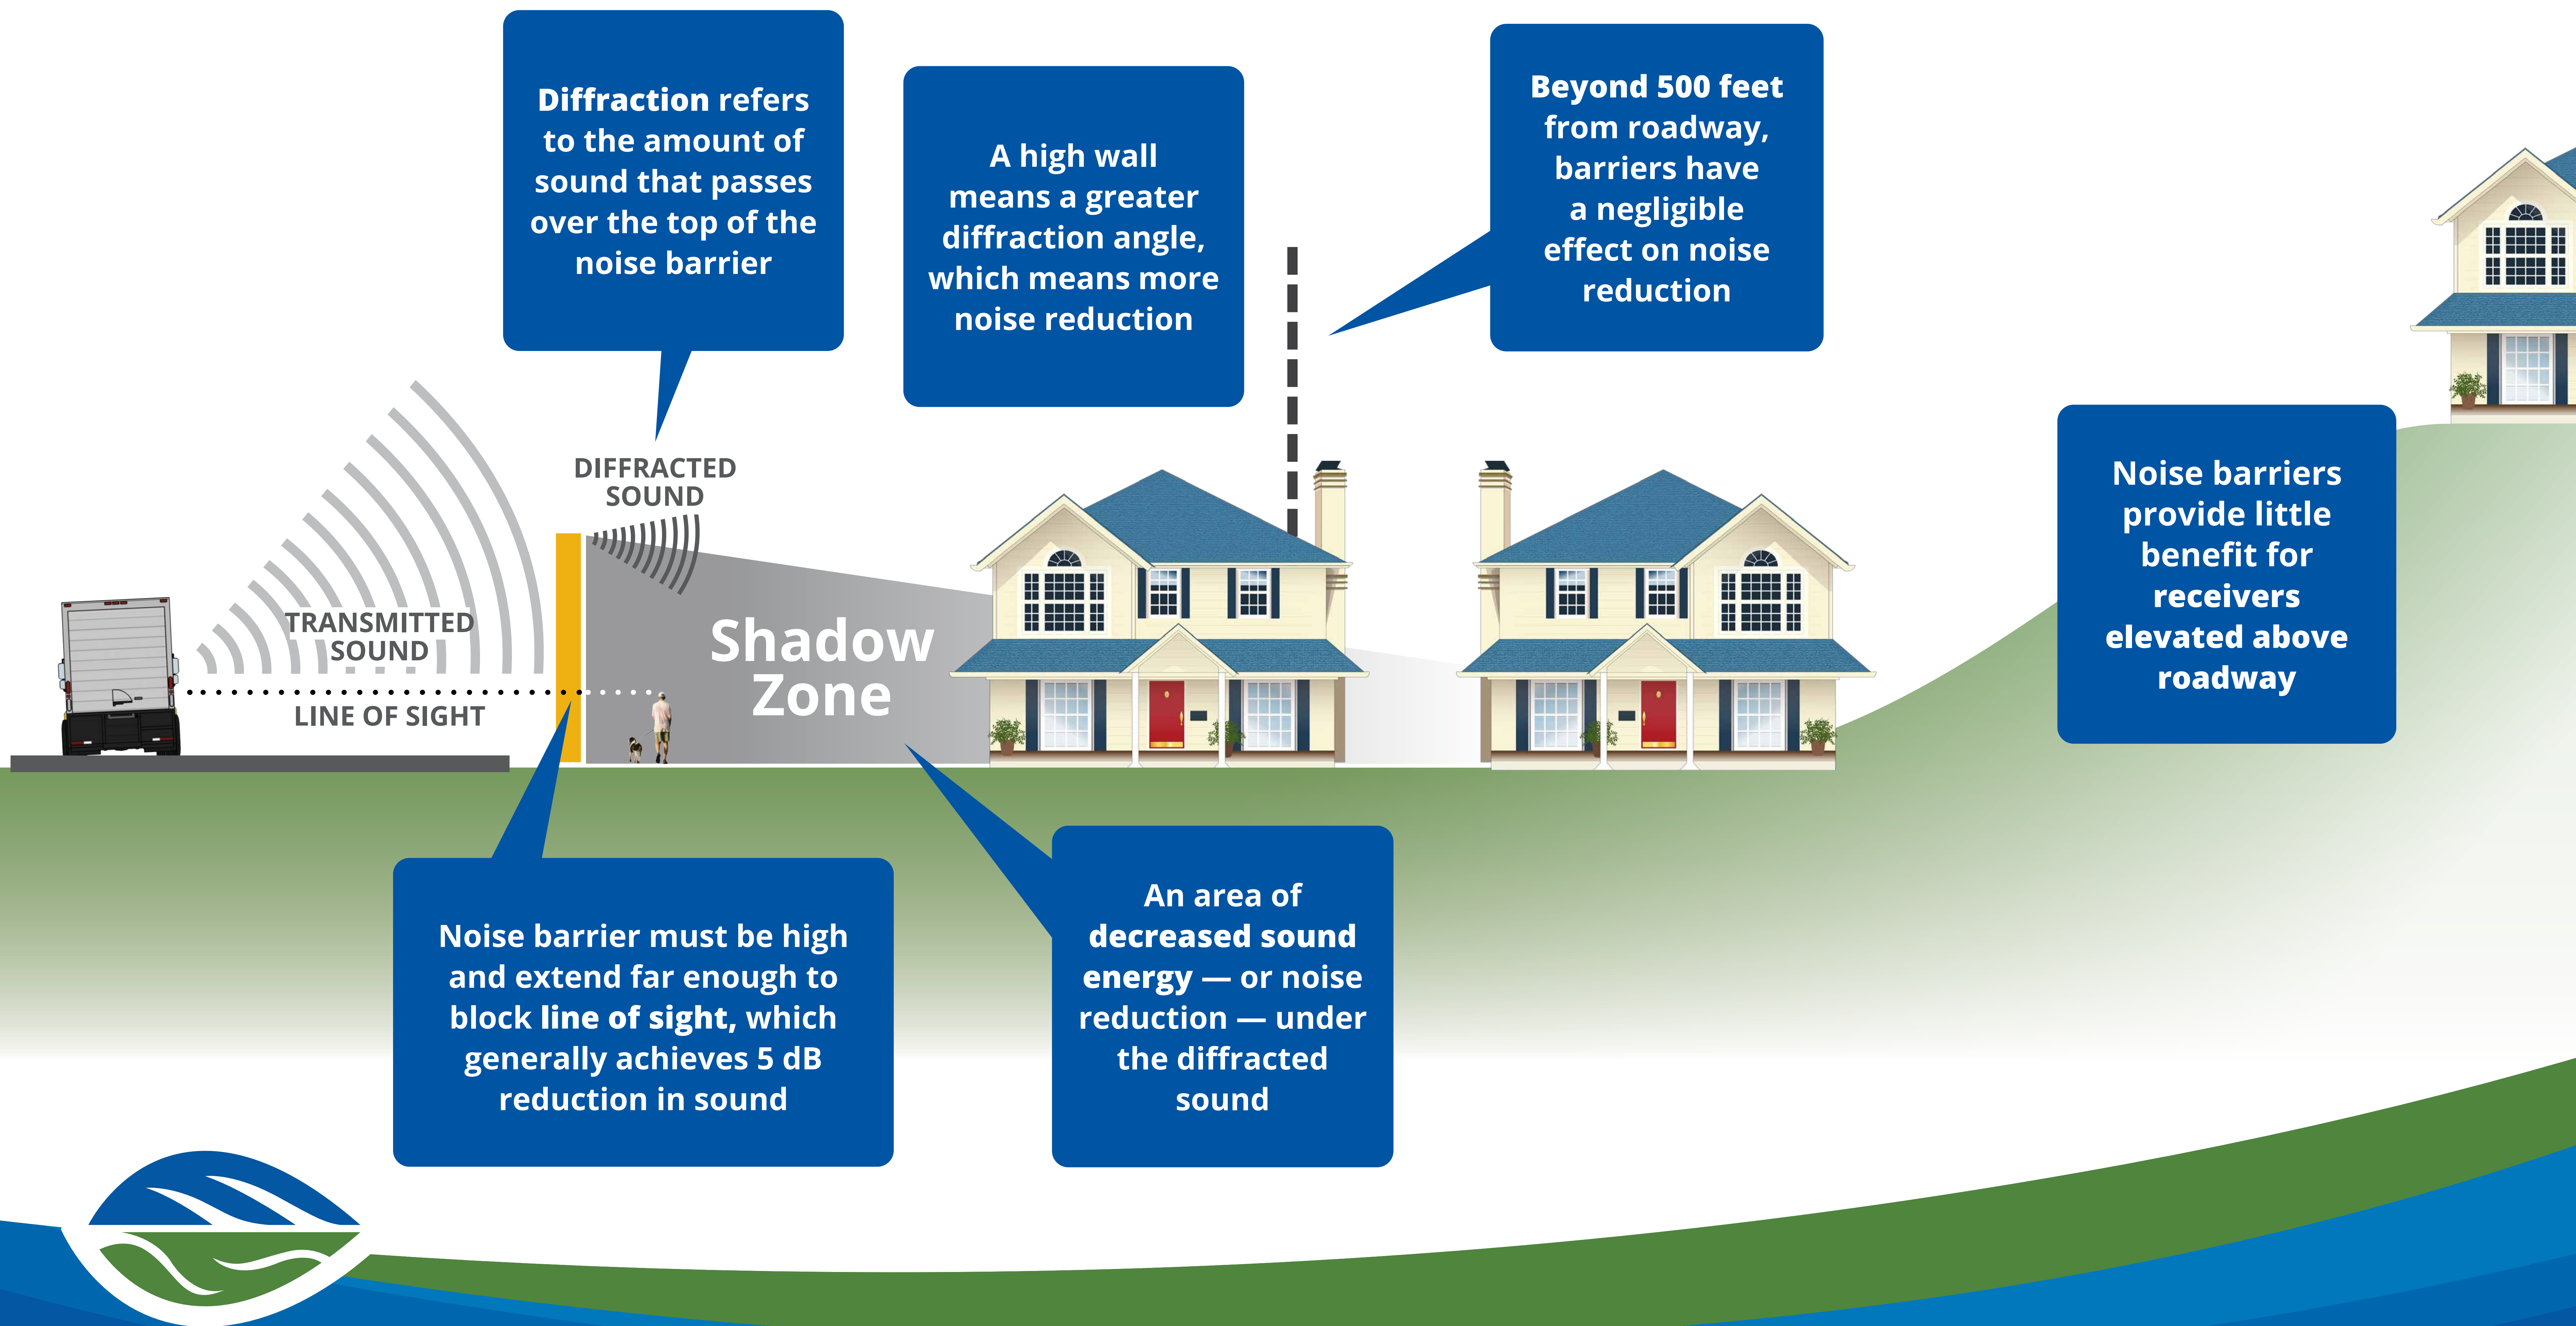 Diffraction refers
to the amount of
sound that passes
over the top of the
noise barrier
A high wall
means a greater
diffraction angle,
which means more
noise reduction
Beyond 500 feet
from roadway,
barriers have
a negligible
effect on noise
reduction
Noise barriers
provide little
benefit for
receivers
elevated above
roadway
DIFFRACTED
SOUND
TRANSMITTED
SOUND
LINE OF SIGHT
Shadow
Zone
Noise barrier must be high
and extend far enough to
block line of sight, which
generally achieves 5 dB
reduction in sound
An area of
decreased sound
energy — or noise
reduction — under
the diffracted
sound